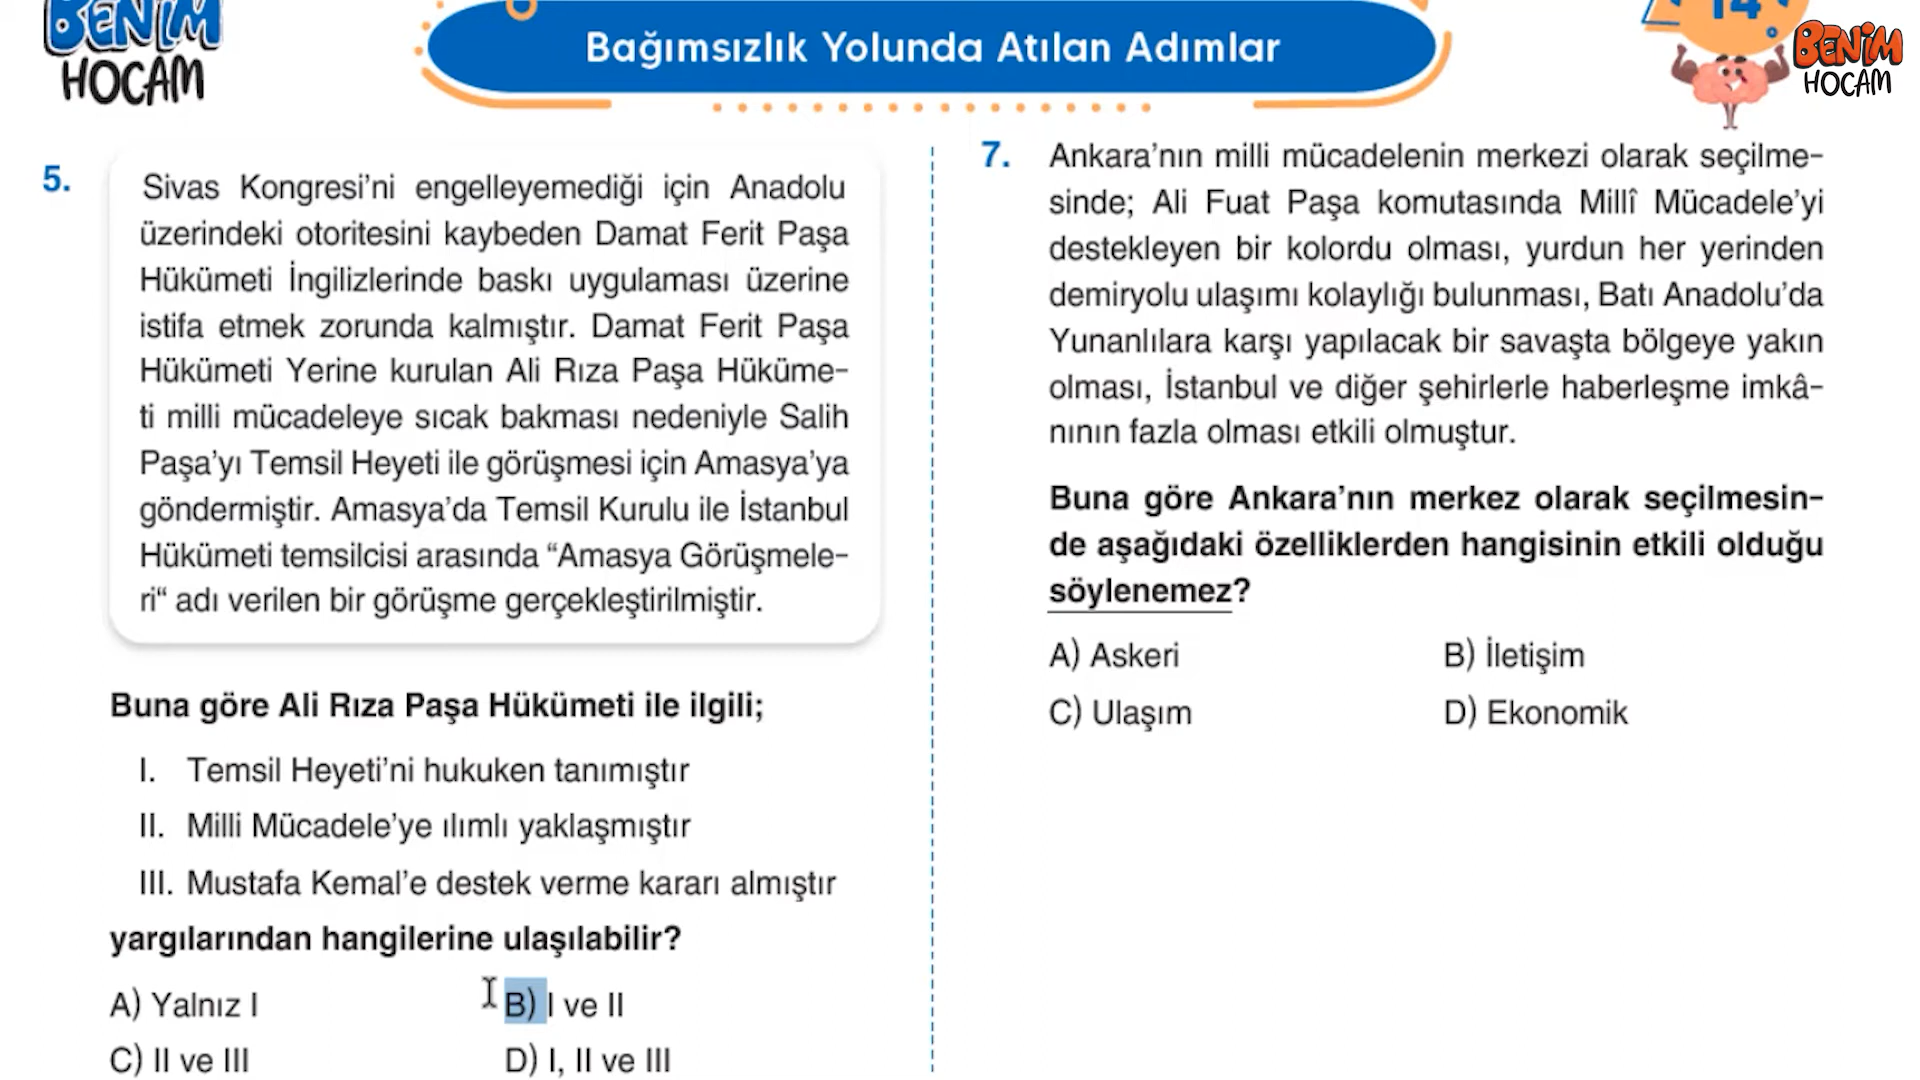 BENİM
HOCAM
Bağımsızlık Yolunda Atılan Adımlar
14
BENİM
HOCAM
5.
Sivas Kongresi’ni engelleyemediği için Anadolu
üzerindeki otoritesini kaybeden Damat Ferit Paşa
Hükümeti İngilizlerinde baskı uygulaması üzerine
istifa etmek zorunda kalmıştır. Damat Ferit Paşa
Hükümeti Yerine kurulan Ali Rıza Paşa Hüküme-
ti milli mücadeleye sıcak bakması nedeniyle Salih
Paşa’yı Temsil Heyeti ile görüşmesi için Amasya’ya
göndermiştir. Amasya’da Temsil Kurulu ile İstanbul
Hükümeti temsilcisi arasında “Amasya Görüşmele-
ri“ adı verilen bir görüşme gerçekleştirilmiştir.
Buna göre Ali Rıza Paşa Hükümeti ile ilgili;
I. Temsil Heyeti’ni hukuken tanımıştır
II. Milli Mücadele’ye ılımlı yaklaşmıştır
III. Mustafa Kemal’e destek verme kararı almıştır
yargılarından hangilerine ulaşılabilir?
A) Yalnız I
B) I ve II
C) II ve III
D) I, II ve III
7.
Ankara’nın milli mücadelenin merkezi olarak seçilme-
sinde; Ali Fuat Paşa komutasında Millî Mücadele’yi
destekleyen bir kolordu olması, yurdun her yerinden
demiryolu ulaşımı kolaylığı bulunması, Batı Anadolu’da
Yunanlılara karşı yapılacak bir savaşta bölgeye yakın
olması, İstanbul ve diğer şehirlerle haberleşme imkâ-
nının fazla olması etkili olmuştur.
Buna göre Ankara’nın merkez olarak seçilmesin-
de aşağıdaki özelliklerden hangisinin etkili olduğu
söylenemez?
A) Askeri
B) İletişim
C) Ulaşım
D) Ekonomik